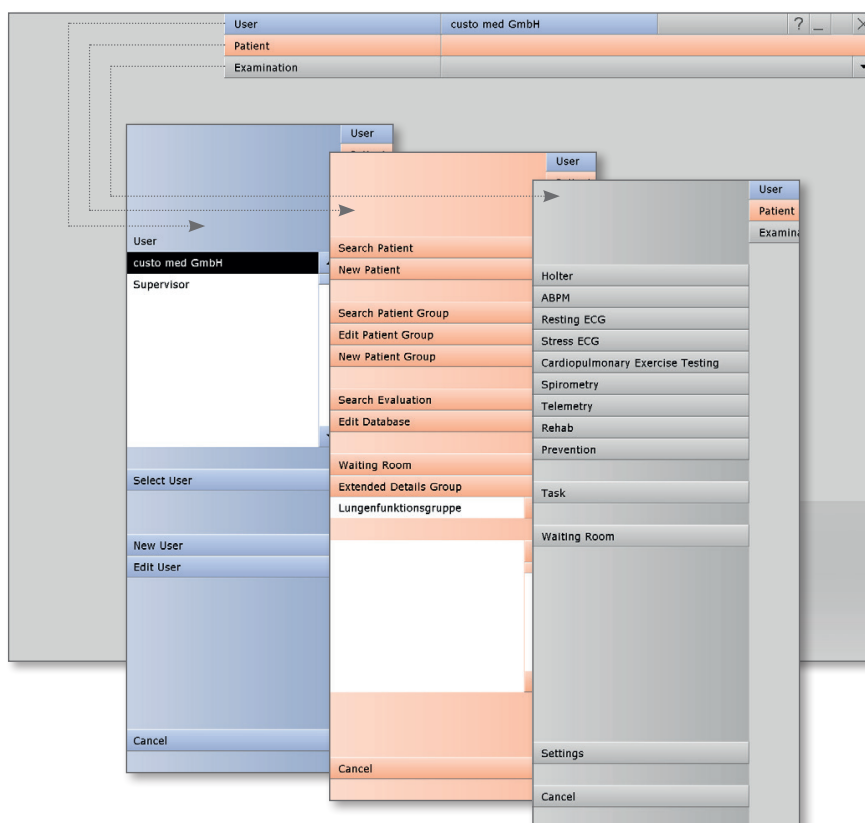 User custo med GmbH ? _ X
Patient
Examination
User
User
custo med GmbH
Supervisor
Select User
New User
Edit User
Cancel
User
Search Patient
New Patient
Search Patient Group
Edit Patient Group
New Patient Group
Search Evaluation
Edit Database
Waiting Room
Extended Details Group
Lungenfunktionsgruppe
Cancel
User
Patient
Examina
Holter
ABPM
Resting ECG
Stress ECG
Cardiopulmonary Exercise Testing
Spirometry
Telemetry
Rehab
Prevention
Task
Waiting Room
Settings
Cancel